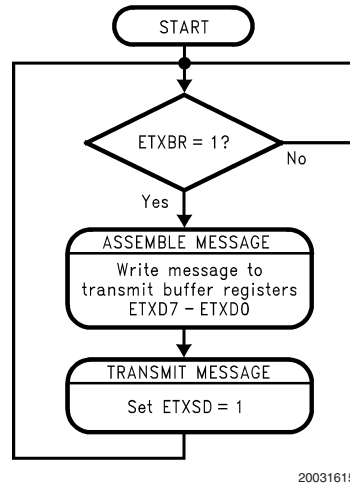 START
ETXBR = 1?
No
Yes
ASSEMBLE MESSAGE
Write message to
transmit buffer registers
ETXD7 – ETXD0
TRANSMIT MESSAGE
Set ETXSD = 1
20031615